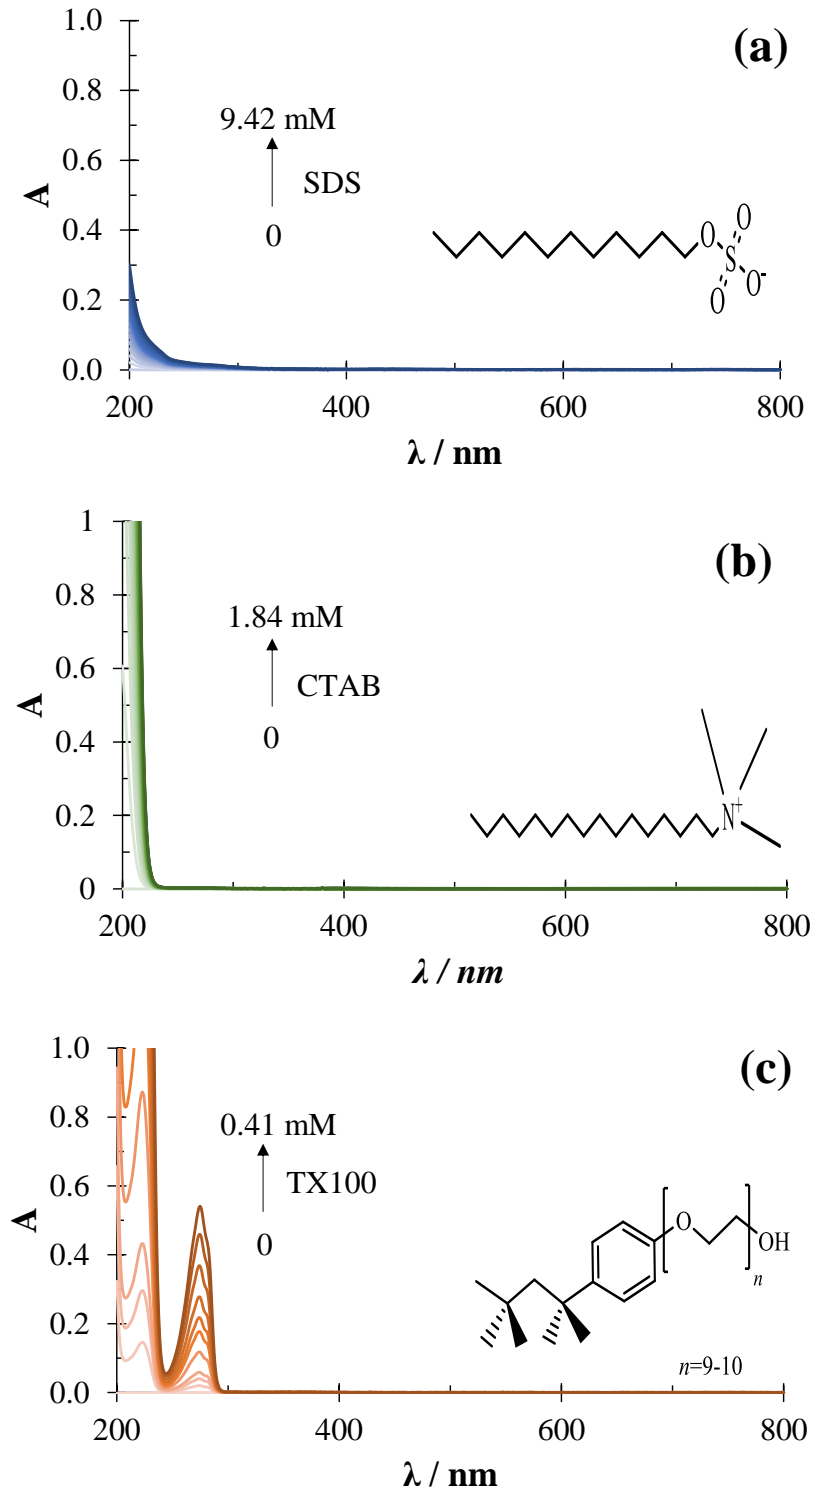 (a)
1.0
0.8
0.6
0.4
0.2
0.0
A
9.42 mM
SDS
0
O
O
S
O
O-
200
400
600
800
λ / nm
(b)
1
0.8
0.6
0.4
0.2
0
A
1.84 mM
CTAB
0
N+
200
400
600
800
λ / nm
(c)
1.0
0.8
0.6
0.4
0.2
0.0
A
0.41 mM
TX100
0
O
OH
n
n=9-10
200
400
600
800
λ / nm